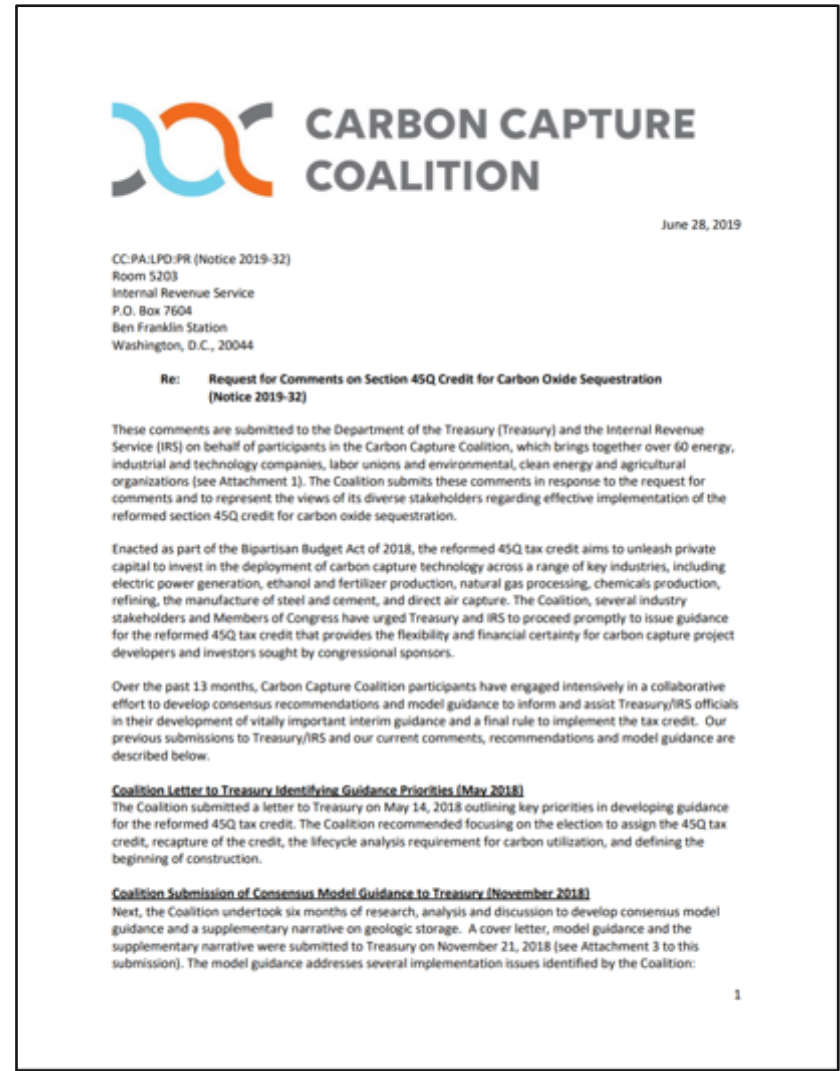 CARBON CAPTURE
COALITION
June 28, 2019
CC:PA:LPD:PR (Notice 2019-32)
Room 5203
Internal Revenue Service
P.O. Box 7604
Ben Franklin Station
Washington, D.C., 20044
Re: Request for Comments on Section 45Q Credit for Carbon Oxide Sequestration
(Notice 2019-32)
These comments are submitted to the Department of the Treasury (Treasury) and the Internal Revenue
Service (IRS) on behalf of participants in the Carbon Capture Coalition, which brings together over 60 energy,
industrial and technology companies, labor unions and environmental, clean energy and agricultural
organizations (see Attachment 1). The Coalition submits these comments in response to the request for
comments and to represent the views of its diverse stakeholders regarding effective implementation of the
reformed section 45Q credit for carbon oxide sequestration.
Enacted as part of the Bipartisan Budget Act of 2018, the reformed 45Q tax credit aims to unleash private
capital to invest in the deployment of carbon capture technology across a range of key industries, including
electric power generation, ethanol and fertilizer production, natural gas processing, chemicals production,
refining, the manufacture of steel and cement, and direct air capture. The Coalition, several industry
stakeholders and Members of Congress have urged Treasury and IRS to proceed promptly to issue guidance
for the reformed 45Q tax credit that provides the flexibility and financial certainty for carbon capture project
developers and investors sought by congressional sponsors.
Over the past 13 months, Carbon Capture Coalition participants have engaged intensively in a collaborative
effort to develop consensus recommendations and model guidance to inform and assist Treasury/IRS officials
in their development of vitally important interim guidance and a final rule to implement the tax credit. Our
previous submissions to Treasury/IRS and our current comments, recommendations and model guidance are
described below.
Coalition Letter to Treasury Identifying Guidance Priorities (May 2018)
The Coalition submitted a letter to Treasury on May 14, 2018 outlining key priorities in developing guidance
for the reformed 45Q tax credit. The Coalition recommended focusing on the election to assign the 45Q tax
credit, recapture of the credit, the lifecycle analysis requirement for carbon utilization, and defining the
beginning of construction.
Coalition Submission of Consensus Model Guidance to Treasury (November 2018)
Next, the Coalition undertook six months of research, analysis and discussion to develop consensus model
guidance and a supplementary narrative on geologic storage. A cover letter, model guidance and the
supplementary narrative were submitted to Treasury on November 21, 2018 (see Attachment 3 to this
submission). The model guidance addresses several implementation issues identified by the Coalition:
1